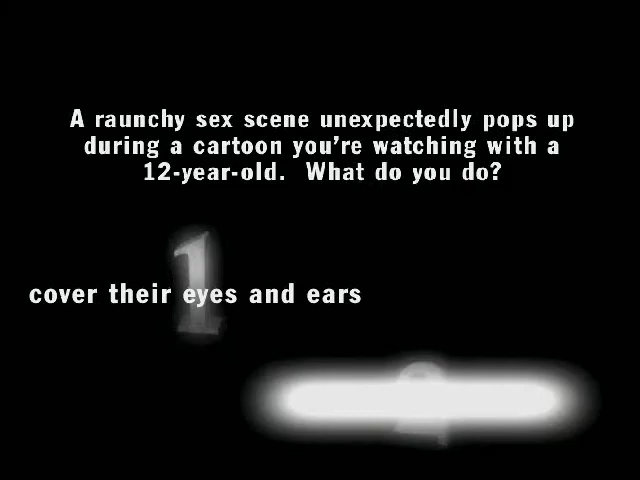 A raunchy sex scene unexpectedly pops up
during a cartoon you're watching with a
12-year-old.  What do you do?
1
cover their eyes and ears
2